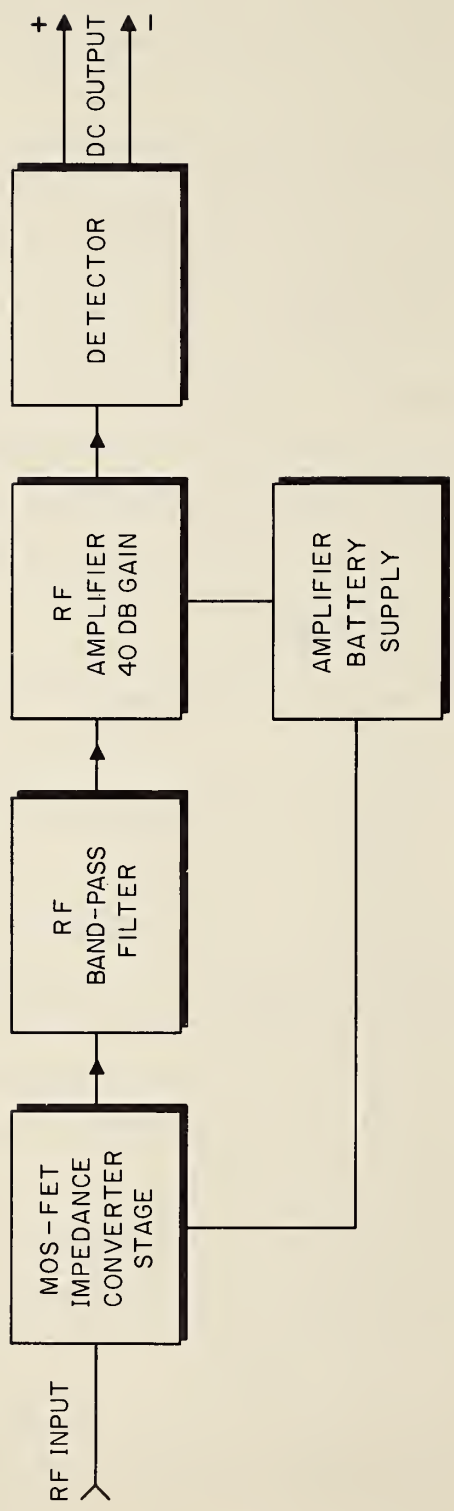 RF INPUT
MOS-FET
IMPEDANCE
CONVERTER
STAGE
RF
BAND-PASS
FILTER
RF
AMPLIFIER
40 DB GAIN
DETECTOR
+
DC OUTPUT
-
AMPLIFIER
BATTERY
SUPPLY